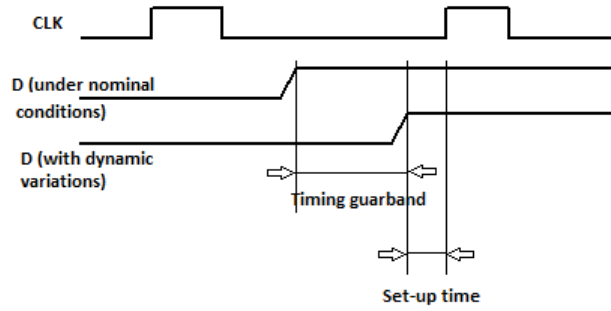 CLK
D (under nominal
conditions)
D (with dynamic
variations)
Timing guarband
Set-up time